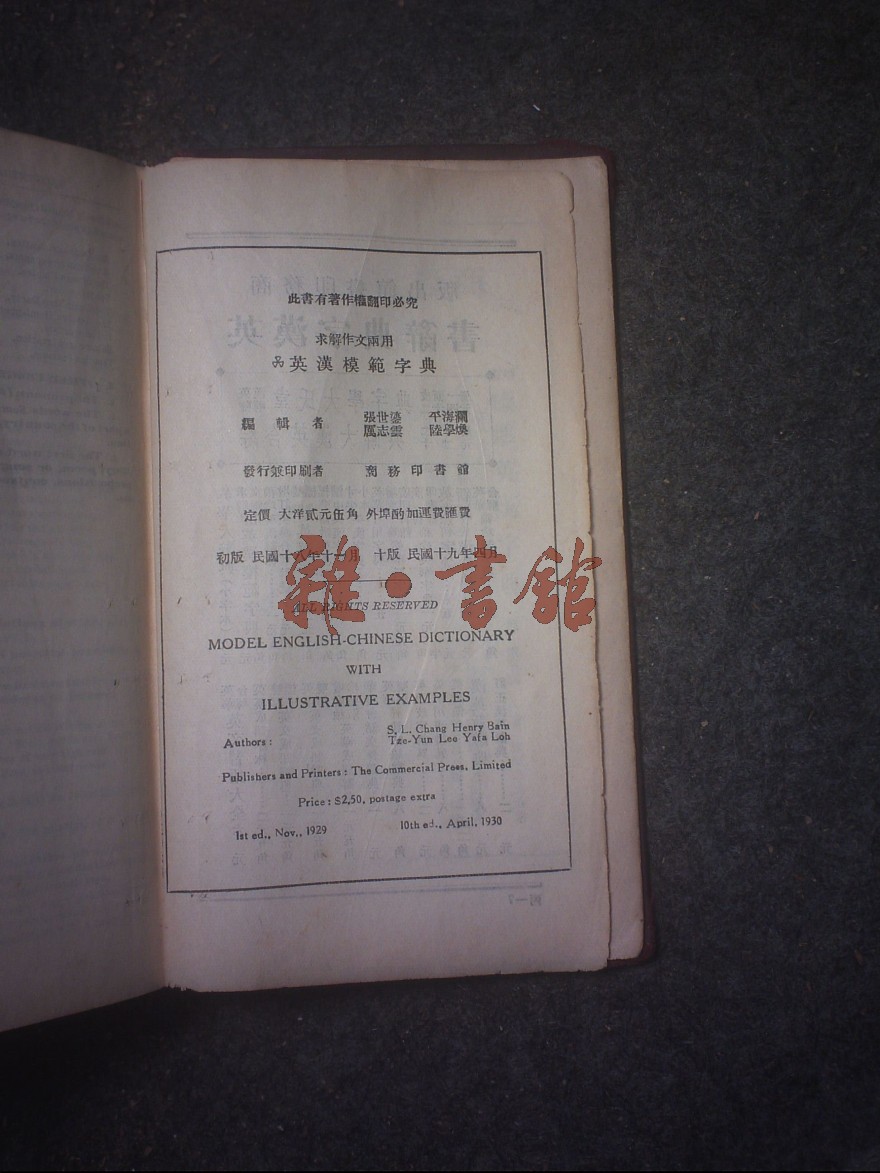 此書有著作權翻印必究
求解作文兩用
英漢模範字典
編輯者 張世鎏 平海瀾
厲志雲 陸學煥
發行兼印刷者 商務印書館
定價 大洋貳元伍角 外埠酌加運費匯費
初版 民國十八年十一月 十版 民國十九年四月
雜·書館
ALL RIGHTS RESERVED
MODEL ENGLISH-CHINESE DICTIONARY
WITH
ILLUSTRATIVE EXAMPLES
Authors: S. L. Chang Henry Bain
Tze-Yun Lee Yafa Loh
Publishers and Printers: The Commercial Press, Limited
Price: $2.50, postage extra
1st ed., Nov., 1929 10th ed., April, 1930